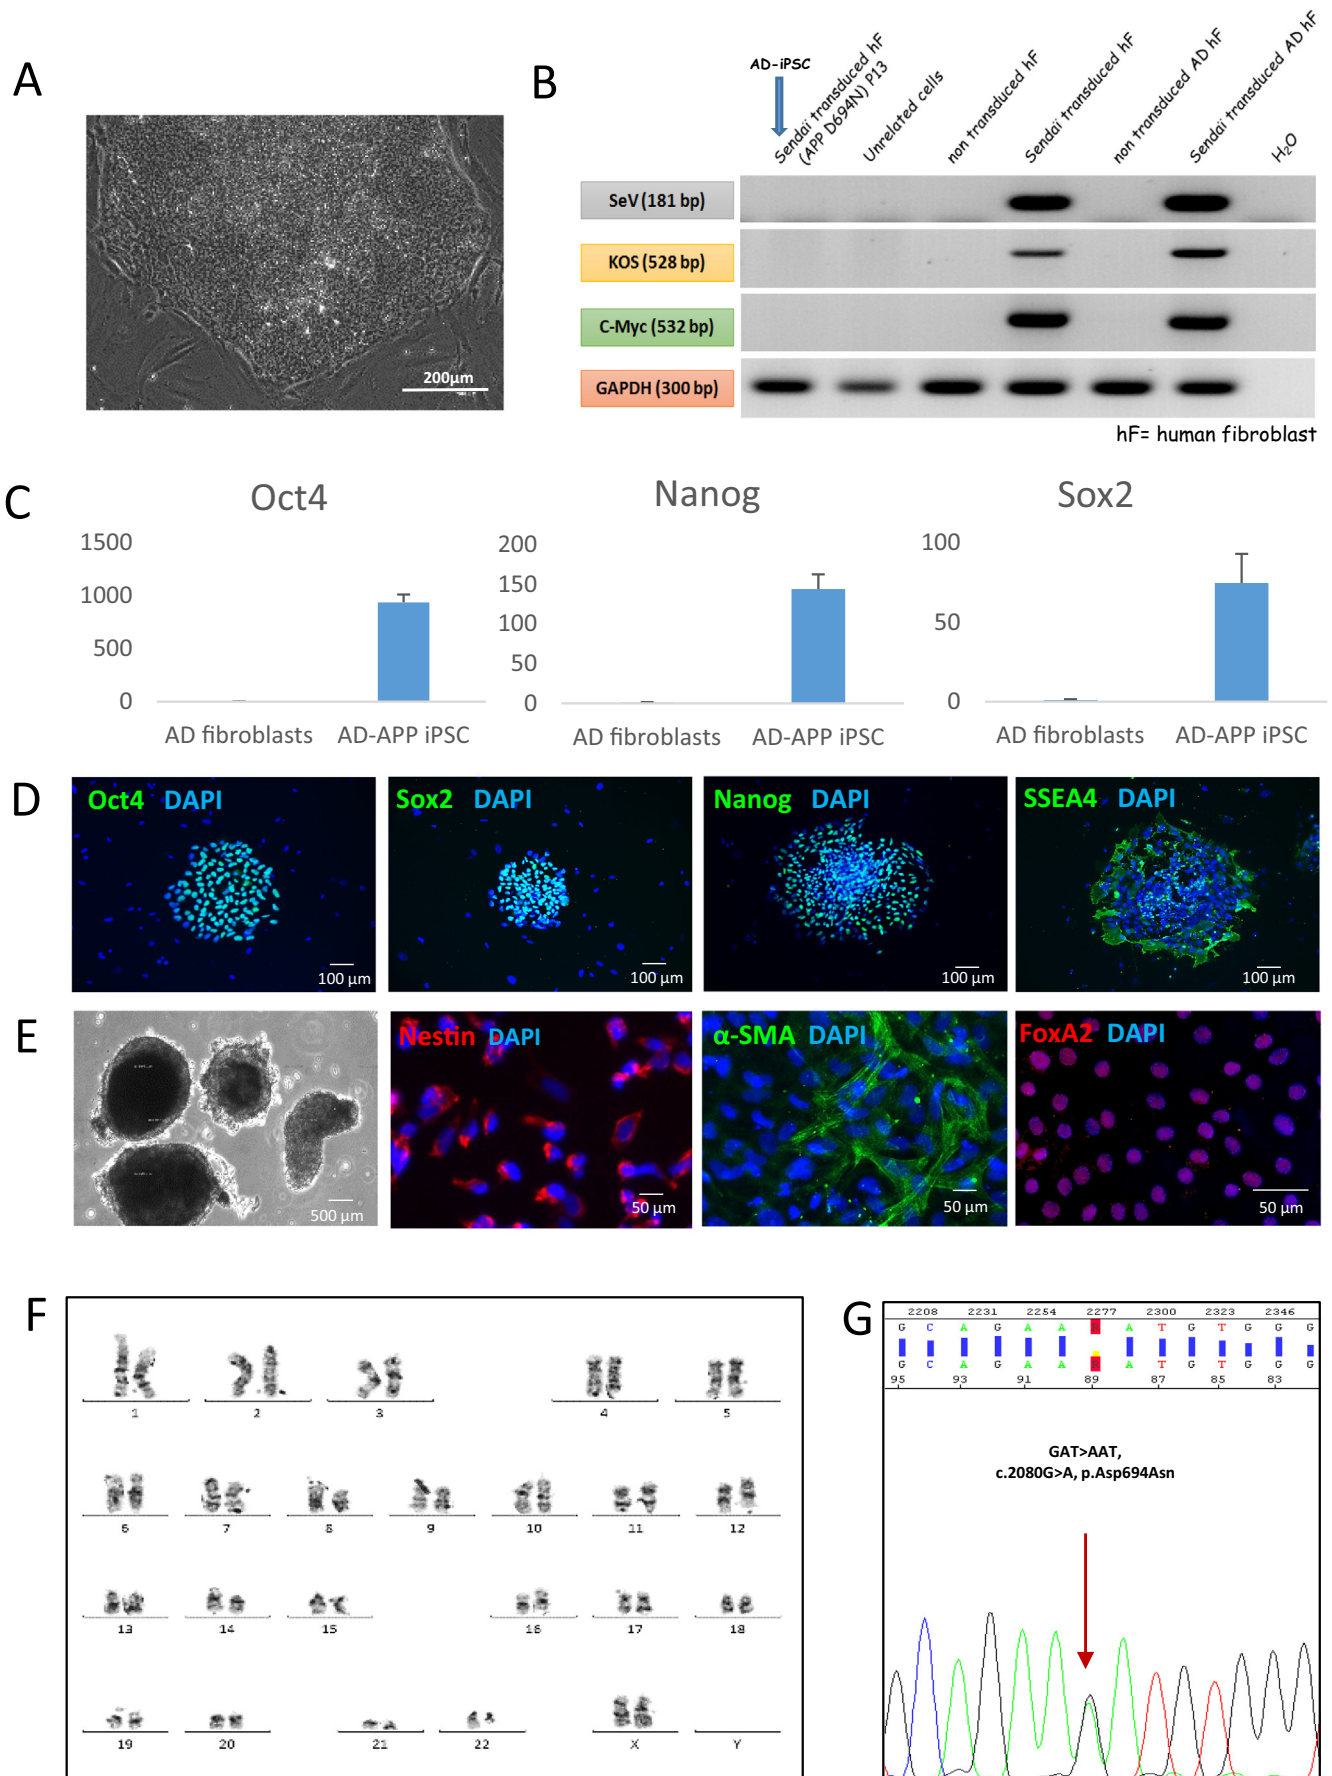 A
200μm
B
AD-iPSC
Sendaï transduced hF
(APP D694N) P13
Unrelated cells
non transduced hF
Sendaï transduced hF
non transduced AD hF
Sendaï transduced AD hF
H₂O
SeV (181 bp)
KOS (528 bp)
C-Myc (532 bp)
GAPDH (300 bp)
hF= human fibroblast
C
Oct4
1500
1000
500
0
AD fibroblasts AD-APP iPSC
Nanog
200
150
100
50
0
AD fibroblasts AD-APP iPSC
Sox2
100
50
0
AD fibroblasts AD-APP iPSC
D
Oct4 DAPI
100 μm
Sox2 DAPI
100 μm
Nanog DAPI
100 μm
SSEA4 DAPI
100 μm
E
500 μm
Nestin DAPI
50 μm
α-SMA DAPI
50 μm
FoxA2 DAPI
50 μm
F
1 2 3 4 5
6 7 8 9 10 11 12
13 14 15 16 17 18
19 20 21 22 X Y
G
2208 2231 2254 2277 2300 2323 2346
G C A G A A R A T G T G G G
G C A G A A R A T G T G G G
95 93 91 89 87 85 83
GAT>AAT,
c.2080G>A, p.Asp694Asn